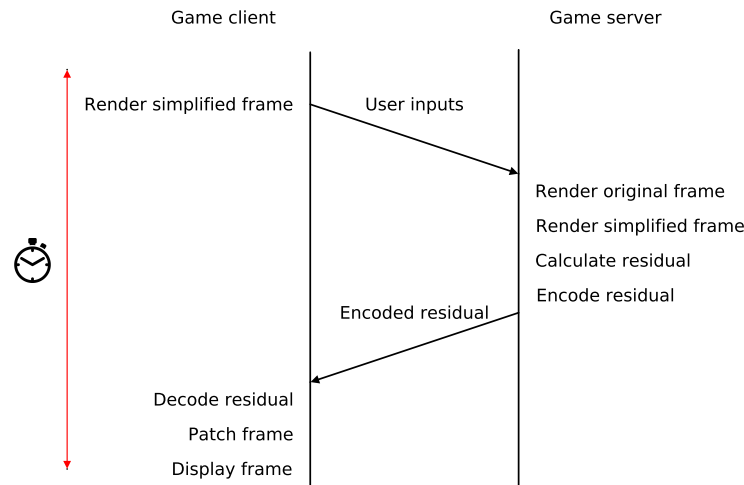 Game client
Game server
Render simplified frame
User inputs
Render original frame
Render simplified frame
Calculate residual
Encode residual
Encoded residual
Decode residual
Patch frame
Display frame